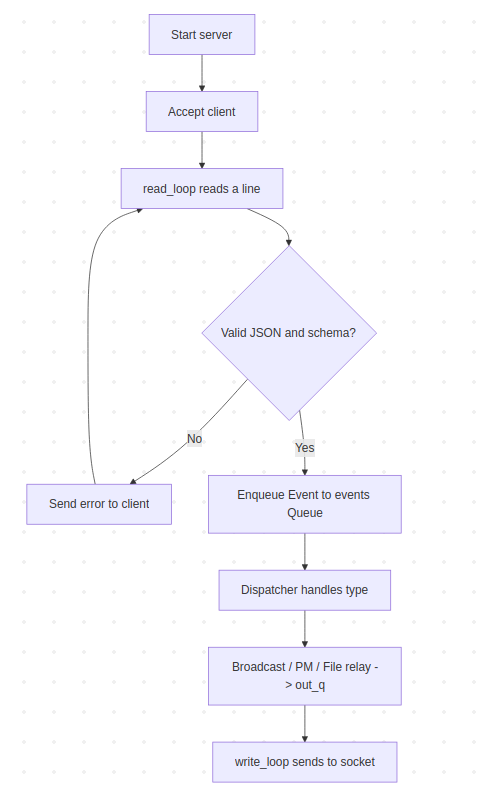 Start server
Accept client
read_loop reads a line
Valid JSON and schema?
No
Yes
Send error to client
Enqueue Event to events
Queue
Dispatcher handles type
Broadcast / PM / File relay -
> out_q
write_loop sends to socket